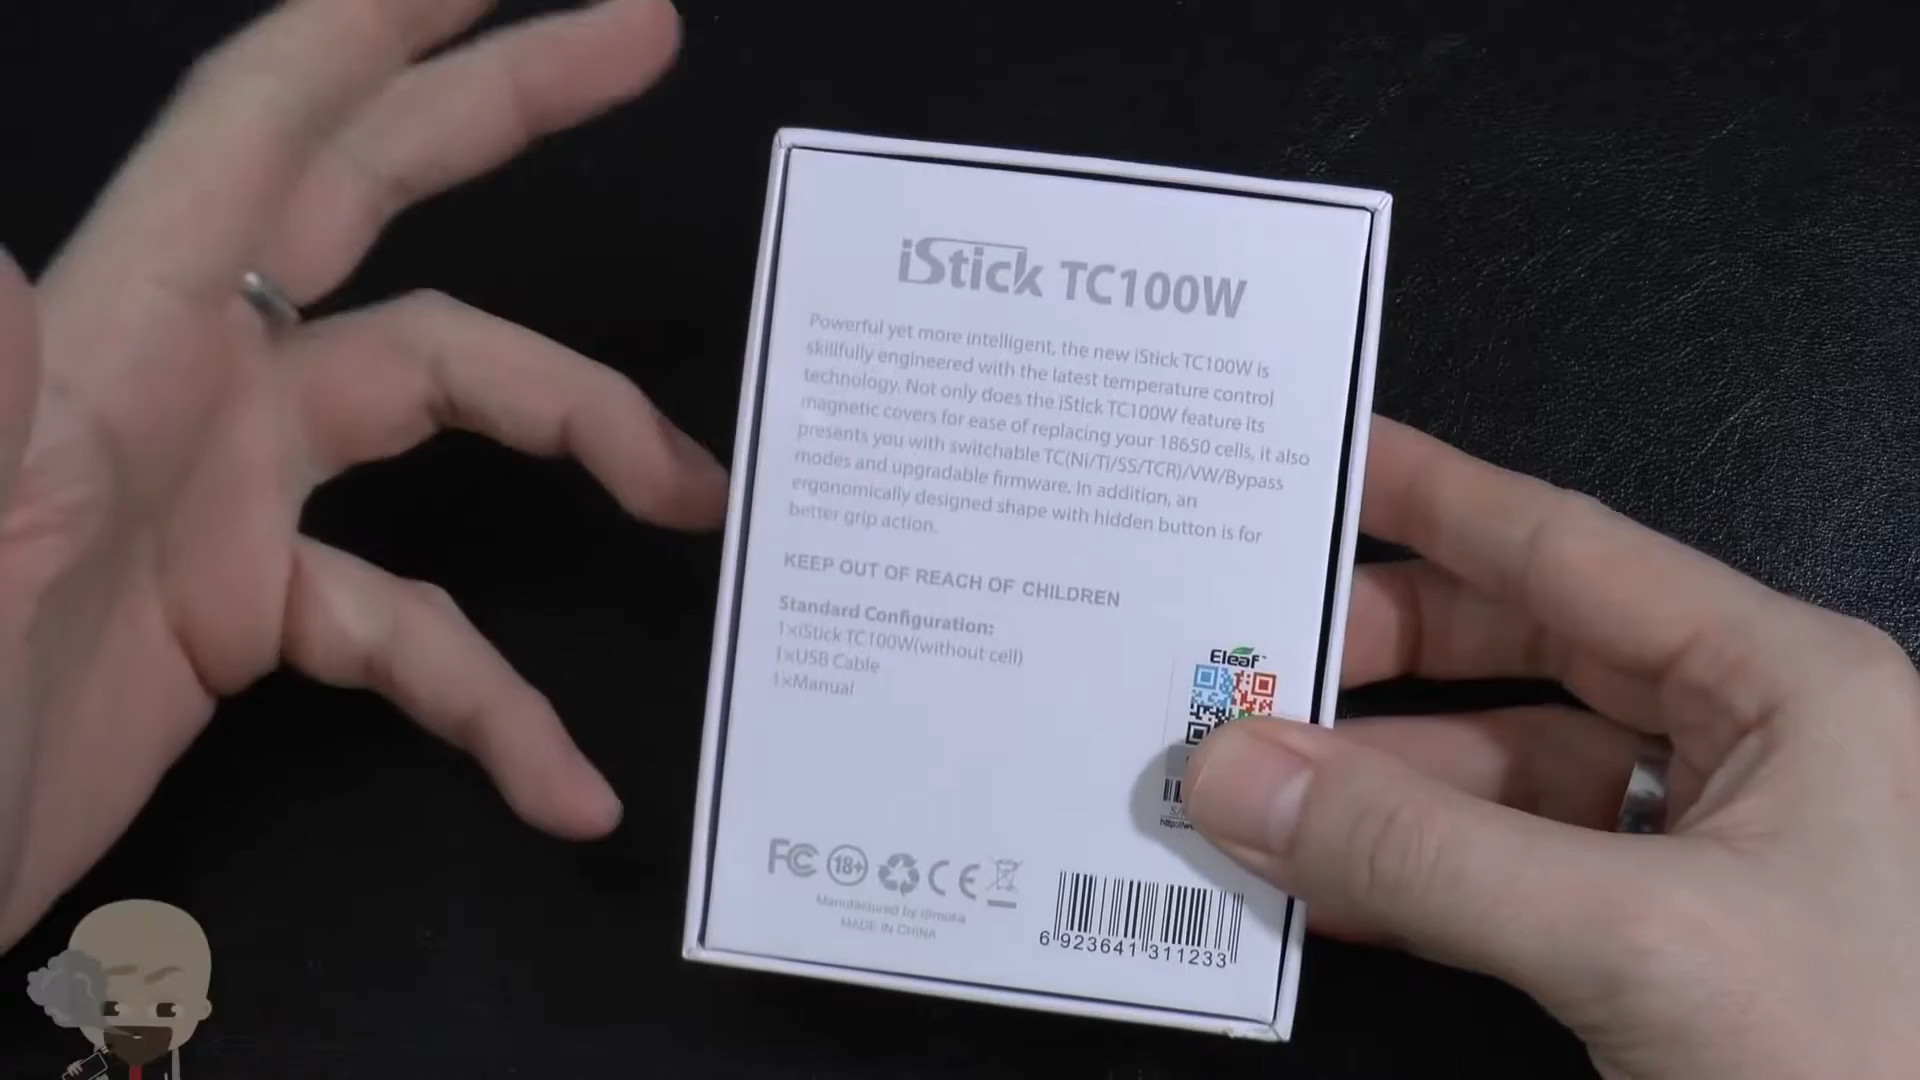 iStick TC100W
Powerful yet more intelligent, the new iStick TC100W is
skillfully engineered with the latest temperature control
technology. Not only does the iStick TC100W feature its
magnetic covers for ease of replacing your 18650 cells, it also
presents you with switchable TC(Ni/Ti/SS/TCR)/VW/Bypass
modes and upgradable firmware. In addition, an
ergonomically designed shape with hidden button is for
better grip action.
KEEP OUT OF REACH OF CHILDREN
Standard Configuration:
1×iStick TC100W(without cell)
1×USB Cable
1×Manual
Eleaf
FC 18+ CE
Manufactured by iSmoka
MADE IN CHINA
6 923641 311233